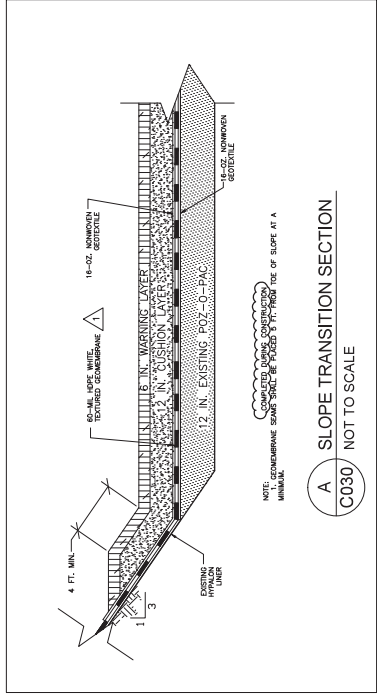 4 FT. MIN.
60-MIL HDPE WHITE,
TEXTURED GEOMEMBRANE
1
16-OZ. NONWOVEN
GEOTEXTILE
6 IN. WARNING LAYER
12 IN. CUSHION LAYER
12 IN. EXISTING POZ-O-PAC
16-OZ. NONWOVEN
GEOTEXTILE
1
3
EXISTING
HYPALON
LINER
NOTE:
COMPLETED DURING CONSTRUCTION
1. GEOMEMBRANE SEAMS SHALL BE PLACED 5 FT. FROM TOE OF SLOPE AT A
MINIMUM.
A
C030
SLOPE TRANSITION SECTION
NOT TO SCALE